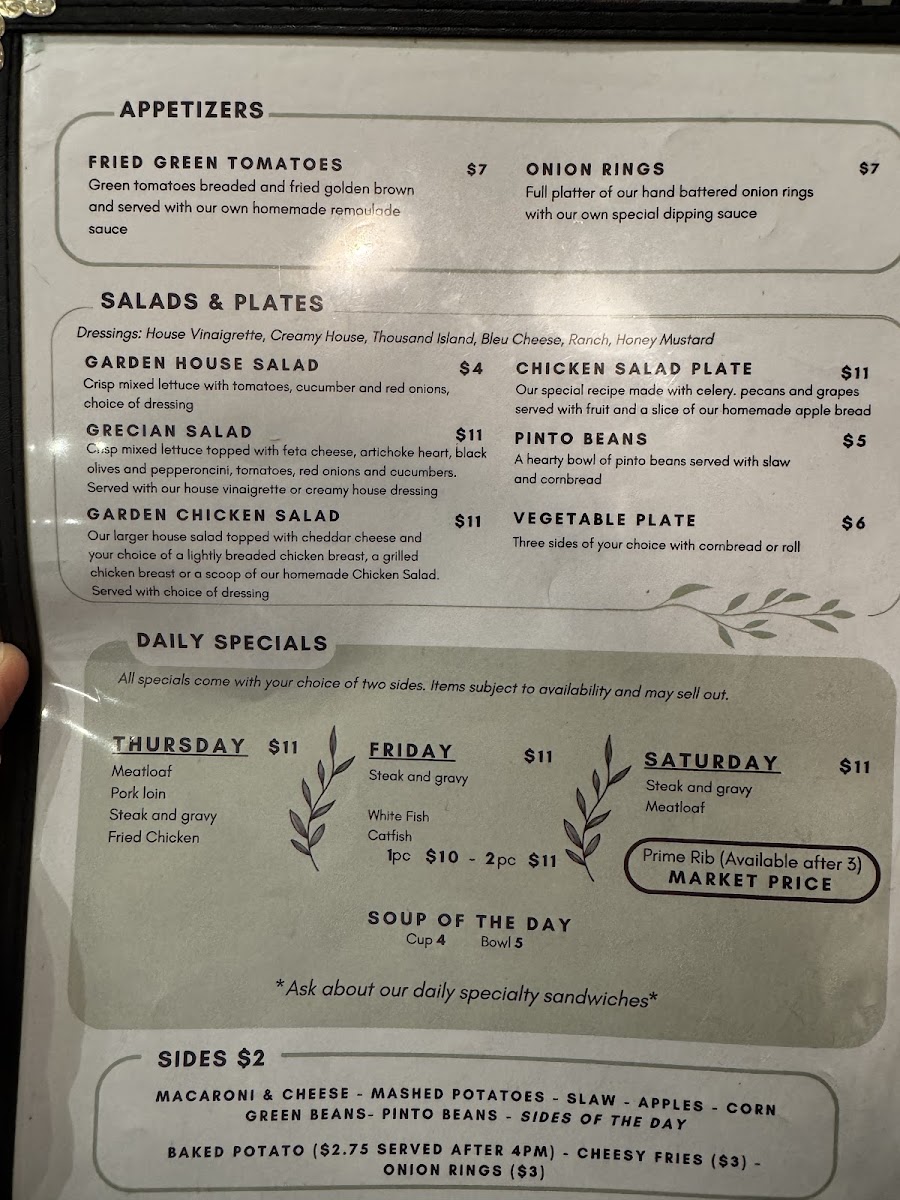 APPETIZERS
FRIED GREEN TOMATOES $7
Green tomatoes breaded and fried golden brown
and served with our own homemade remoulade
sauce
ONION RINGS $7
Full platter of our hand battered onion rings
with our own special dipping sauce
SALADS & PLATES
Dressings: House Vinaigrette, Creamy House, Thousand Island, Bleu Cheese, Ranch, Honey Mustard
GARDEN HOUSE SALAD $4
Crisp mixed lettuce with tomatoes, cucumber and red onions,
choice of dressing
GRECIAN SALAD $11
Crisp mixed lettuce topped with feta cheese, artichoke heart, black
olives and pepperoncini, tomatoes, red onions and cucumbers.
Served with our house vinaigrette or creamy house dressing
GARDEN CHICKEN SALAD $11
Our larger house salad topped with cheddar cheese and
your choice of a lightly breaded chicken breast, a grilled
chicken breast or a scoop of our homemade Chicken Salad.
Served with choice of dressing
CHICKEN SALAD PLATE $11
Our special recipe made with celery. pecans and grapes
served with fruit and a slice of our homemade apple bread
PINTO BEANS $5
A hearty bowl of pinto beans served with slaw
and cornbread
VEGETABLE PLATE $6
Three sides of your choice with cornbread or roll
DAILY SPECIALS
All specials come with your choice of two sides. Items subject to availability and may sell out.
THURSDAY $11
Meatloaf
Pork loin
Steak and gravy
Fried Chicken
FRIDAY $11
Steak and gravy
White Fish
Catfish
1pc $10 - 2pc $11
SATURDAY $11
Steak and gravy
Meatloaf
Prime Rib (Available after 3)
MARKET PRICE
SOUP OF THE DAY
Cup 4 Bowl 5
*Ask about our daily specialty sandwiches*
SIDES $2
MACARONI & CHEESE - MASHED POTATOES - SLAW - APPLES - CORN
GREEN BEANS- PINTO BEANS - SIDES OF THE DAY
BAKED POTATO ($2.75 SERVED AFTER 4PM) - CHEESY FRIES ($3) -
ONION RINGS ($3)